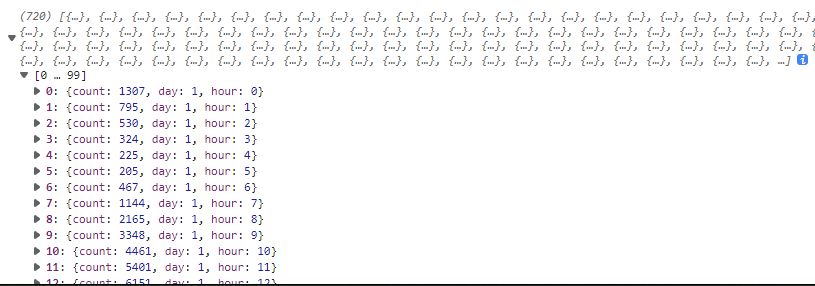 (720) [{…}, {…}, {…}, {…}, {…}, {…}, {…}, {…}, {…}, {…}, {…}, {…}, {…}, {…}, {…}, {…}, {…}, {…}, {…}, {…}, {…}, {…},
{…}, {…}, {…}, {…}, {…}, {…}, {…}, {…}, {…}, {…}, {…}, {…}, {…}, {…}, {…}, {…}, {…}, {…}, {…}, {…}, {…}, {…}, {
{…}, {…}, {…}, {…}, {…}, {…}, {…}, {…}, {…}, {…}, {…}, {…}, {…}, {…}, {…}, {…}, {…}, {…}, {…}, {…}, {…}, {…}, {
{…}, {…}, {…}, {…}, {…}, {…}, {…}, {…}, {…}, {…}, {…}, {…}, {…}, {…}, {…}, {…}, {…}, {…}, {…}, {…}, …] i
[0 … 99]
0: {count: 1307, day: 1, hour: 0}
1: {count: 795, day: 1, hour: 1}
2: {count: 530, day: 1, hour: 2}
3: {count: 324, day: 1, hour: 3}
4: {count: 225, day: 1, hour: 4}
5: {count: 205, day: 1, hour: 5}
6: {count: 467, day: 1, hour: 6}
7: {count: 1144, day: 1, hour: 7}
8: {count: 2165, day: 1, hour: 8}
9: {count: 3348, day: 1, hour: 9}
10: {count: 4461, day: 1, hour: 10}
11: {count: 5401, day: 1, hour: 11}
12: {count: 6151, day: 1, hour: 12}